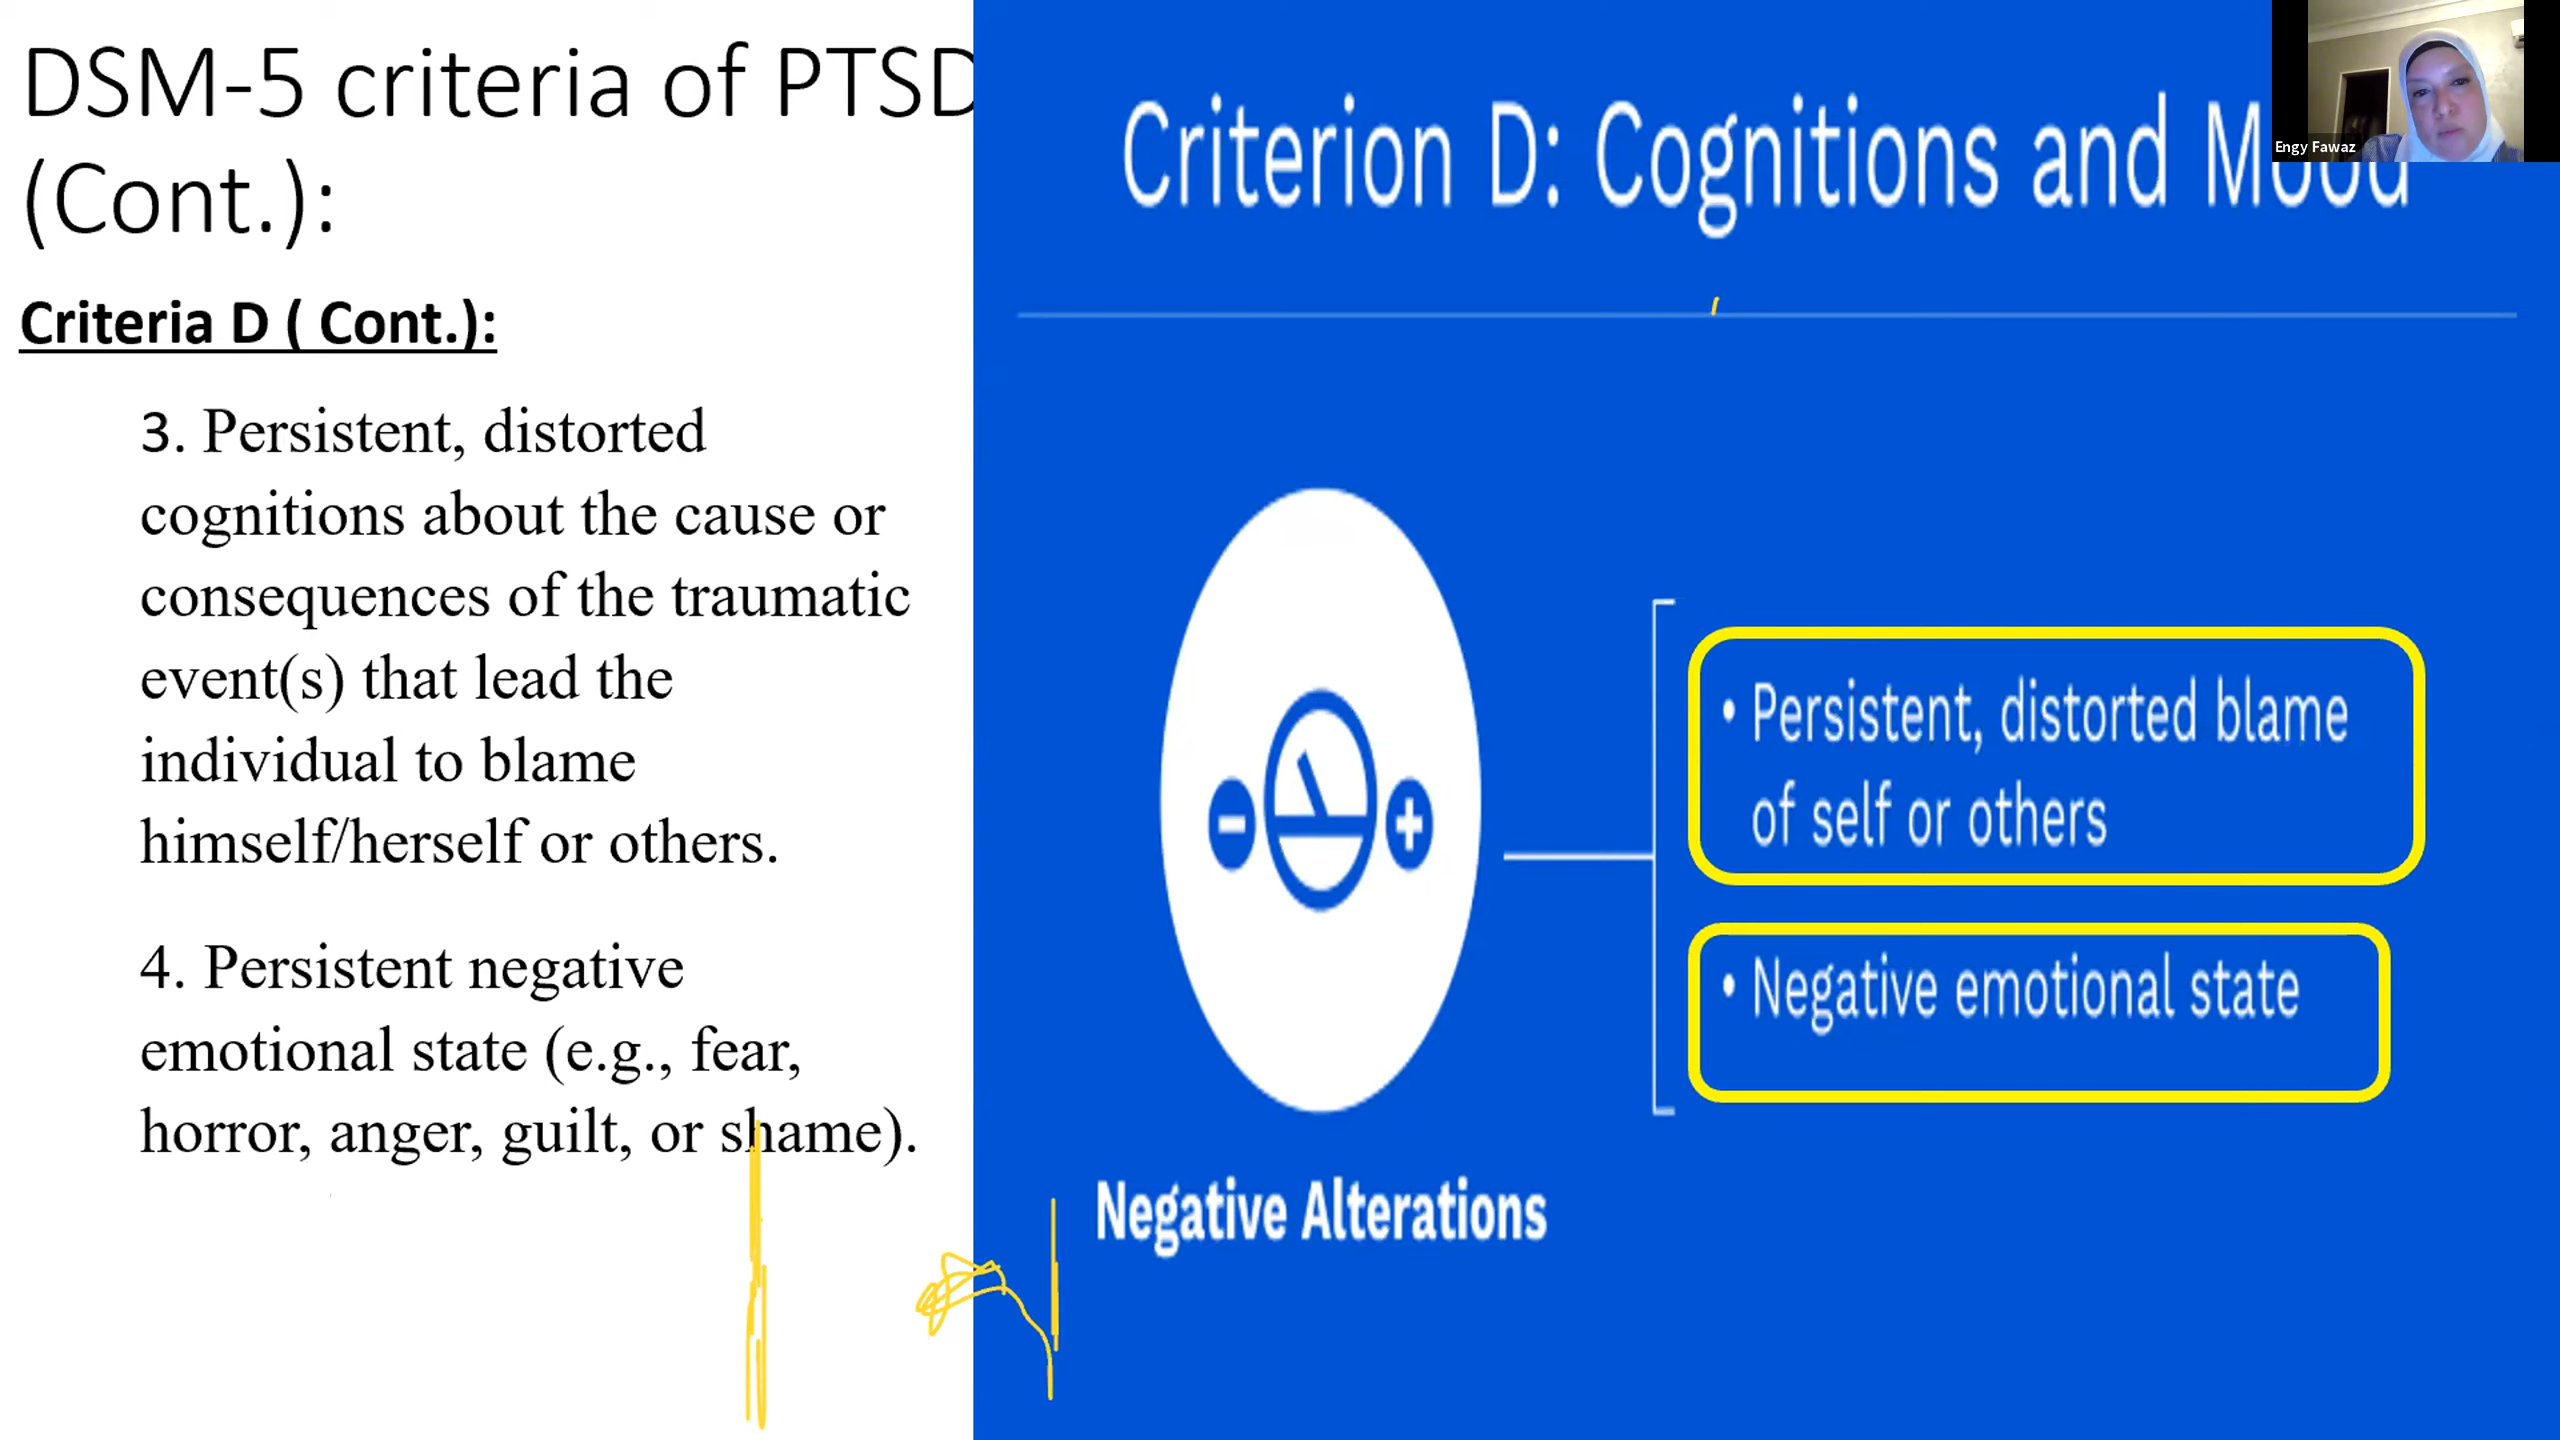 DSM-5 criteria of PTSD
(Cont.):
Criteria D ( Cont.):
3. Persistent, distorted
cognitions about the cause or
consequences of the traumatic
event(s) that lead the
individual to blame
himself/herself or others.
4. Persistent negative
emotional state (e.g., fear,
horror, anger, guilt, or shame).
Criterion D: Cognitions and Mood
• Persistent, distorted blame
of self or others
• Negative emotional state
Negative Alterations
Engy Fawaz